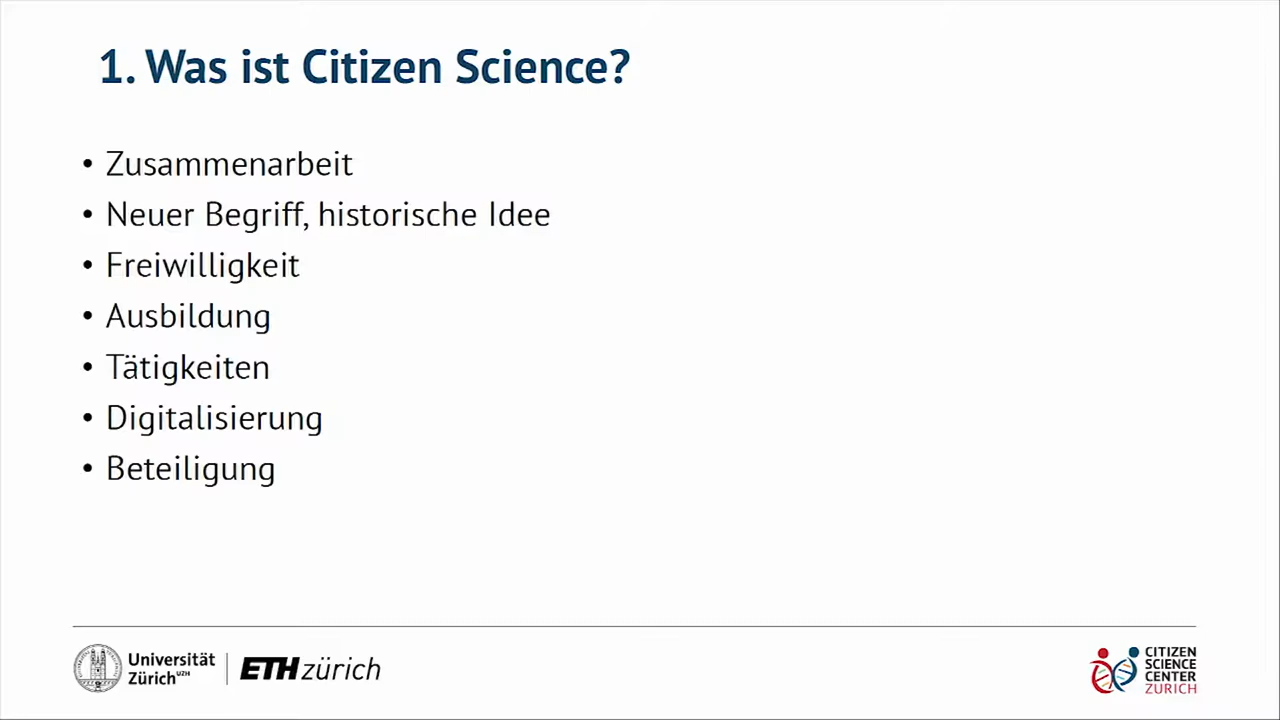 1. Was ist Citizen Science?
• Zusammenarbeit
• Neuer Begriff, historische Idee
• Freiwilligkeit
• Ausbildung
• Tätigkeiten
• Digitalisierung
• Beteiligung
Universität
Zürich UZH
ETH zürich
CITIZEN
SCIENCE
CENTER
ZURICH